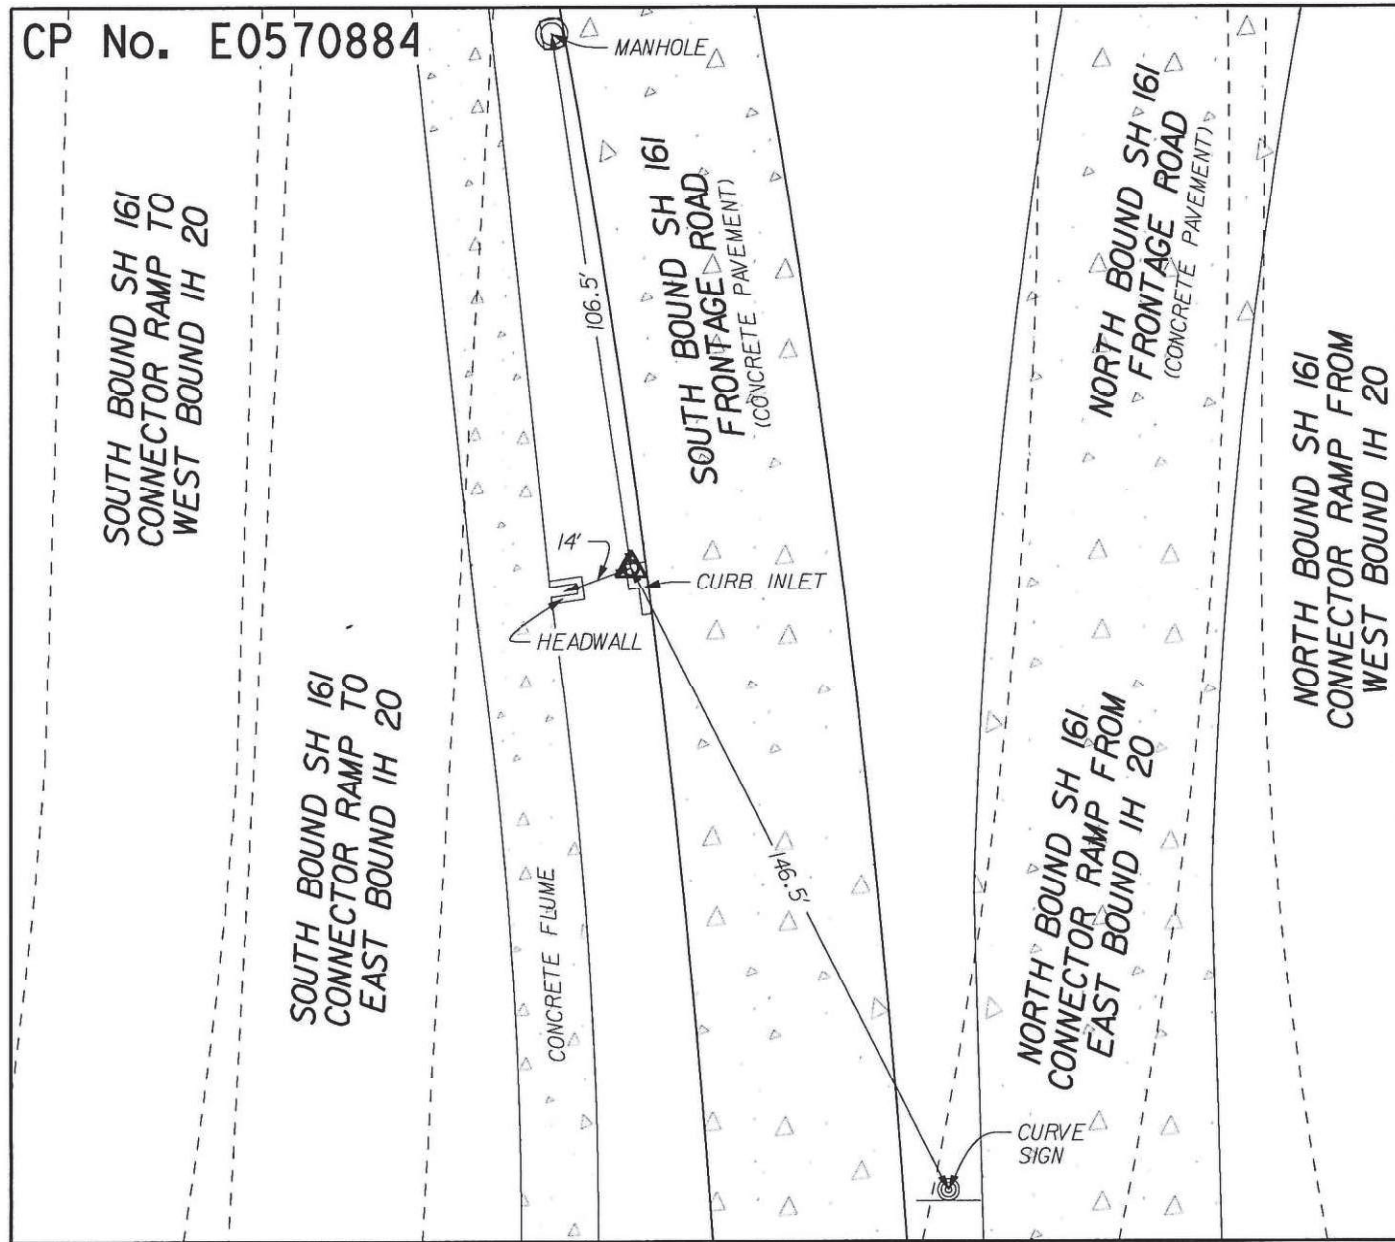 CP No. E0570884
MANHOLE
SOUTH BOUND SH 161
CONNECTOR RAMP TO
WEST BOUND IH 20
106.5'
SOUTH BOUND SH 161
FRONTAGE ROAD
(CONCRETE PAVEMENT)
NORTH BOUND SH 161
FRONTAGE ROAD
(CONCRETE PAVEMENT)
NORTH BOUND SH 161
CONNECTOR RAMP FROM
WEST BOUND IH 20
14'
CURB INLET
HEADWALL
SOUTH BOUND SH 161
CONNECTOR RAMP TO
EAST BOUND IH 20
CONCRETE FLUME
146.5'
NORTH BOUND SH 161
CONNECTOR RAMP FROM
EAST BOUND IH 20
CURVE
SIGN